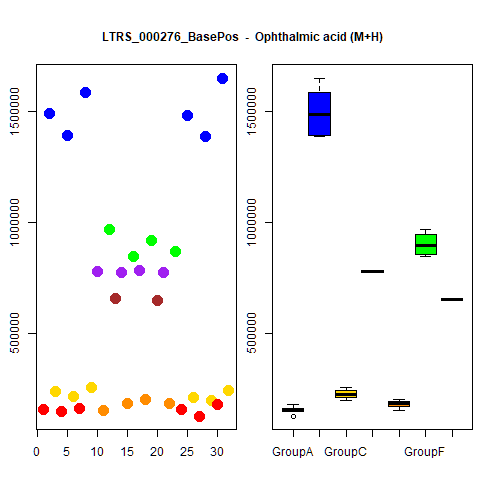 LTRS_000276_BasePos - Ophthalmic acid (M+H)
1500000
1000000
500000
0 5 10 15 20 25 30
1500000
1000000
500000
GroupA GroupC GroupF